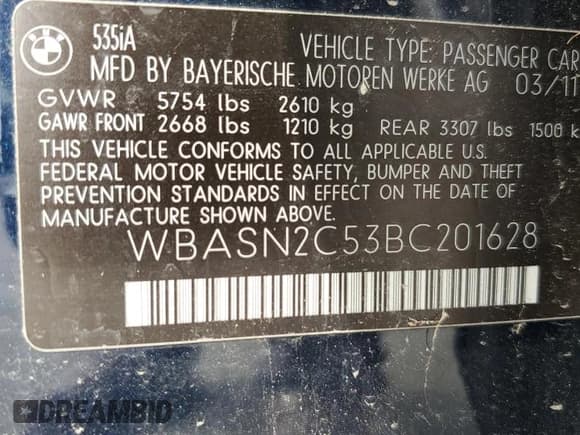 BMW
535iA
VEHICLE TYPE: PASSENGER CAR
MFD BY BAYERISCHE MOTOREN WERKE AG 03/11
GVWR 5754 lbs 2610 kg
GAWR FRONT 2668 lbs 1210 kg REAR 3307 lbs 1500 k
THIS VEHICLE CONFORMS TO ALL APPLICABLE U.S.
FEDERAL MOTOR VEHICLE SAFETY, BUMPER AND THEFT
PREVENTION STANDARDS IN EFFECT ON THE DATE OF
MANUFACTURE SHOWN ABOVE.
WBASN2C53BC201628
DREAMBID